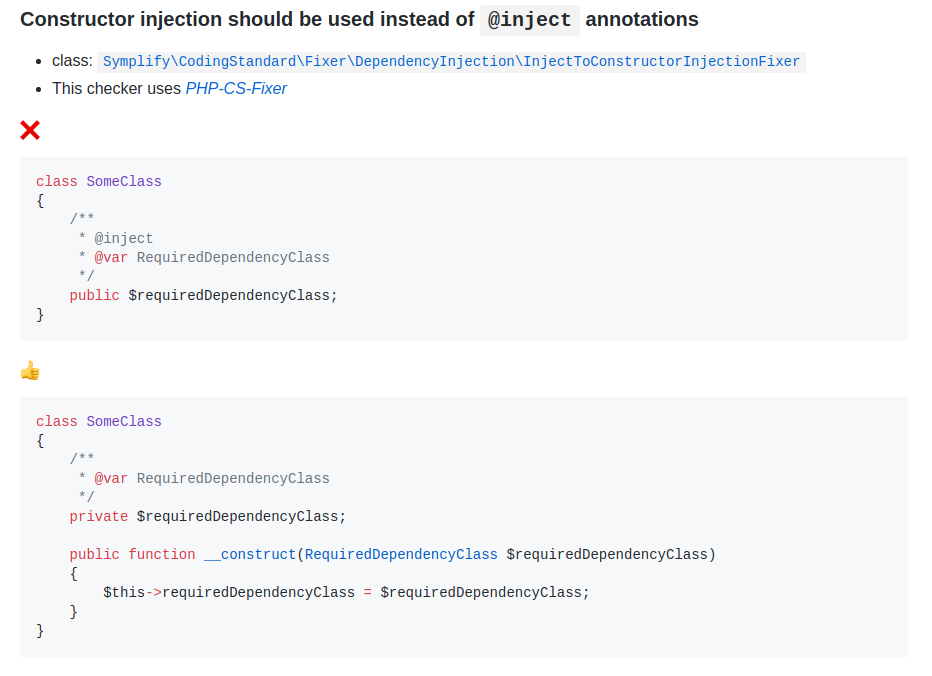 Constructor injection should be used instead of @inject annotations
class: Symplify\CodingStandard\Fixer\DependencyInjection\InjectToConstructorInjectionFixer
This checker uses PHP-CS-Fixer
class SomeClass
{
    /**
     * @inject
     * @var RequiredDependencyClass
     */
    public $requiredDependencyClass;
}
class SomeClass
{
    /**
     * @var RequiredDependencyClass
     */
    private $requiredDependencyClass;

    public function __construct(RequiredDependencyClass $requiredDependencyClass)
    {
        $this->requiredDependencyClass = $requiredDependencyClass;
    }
}